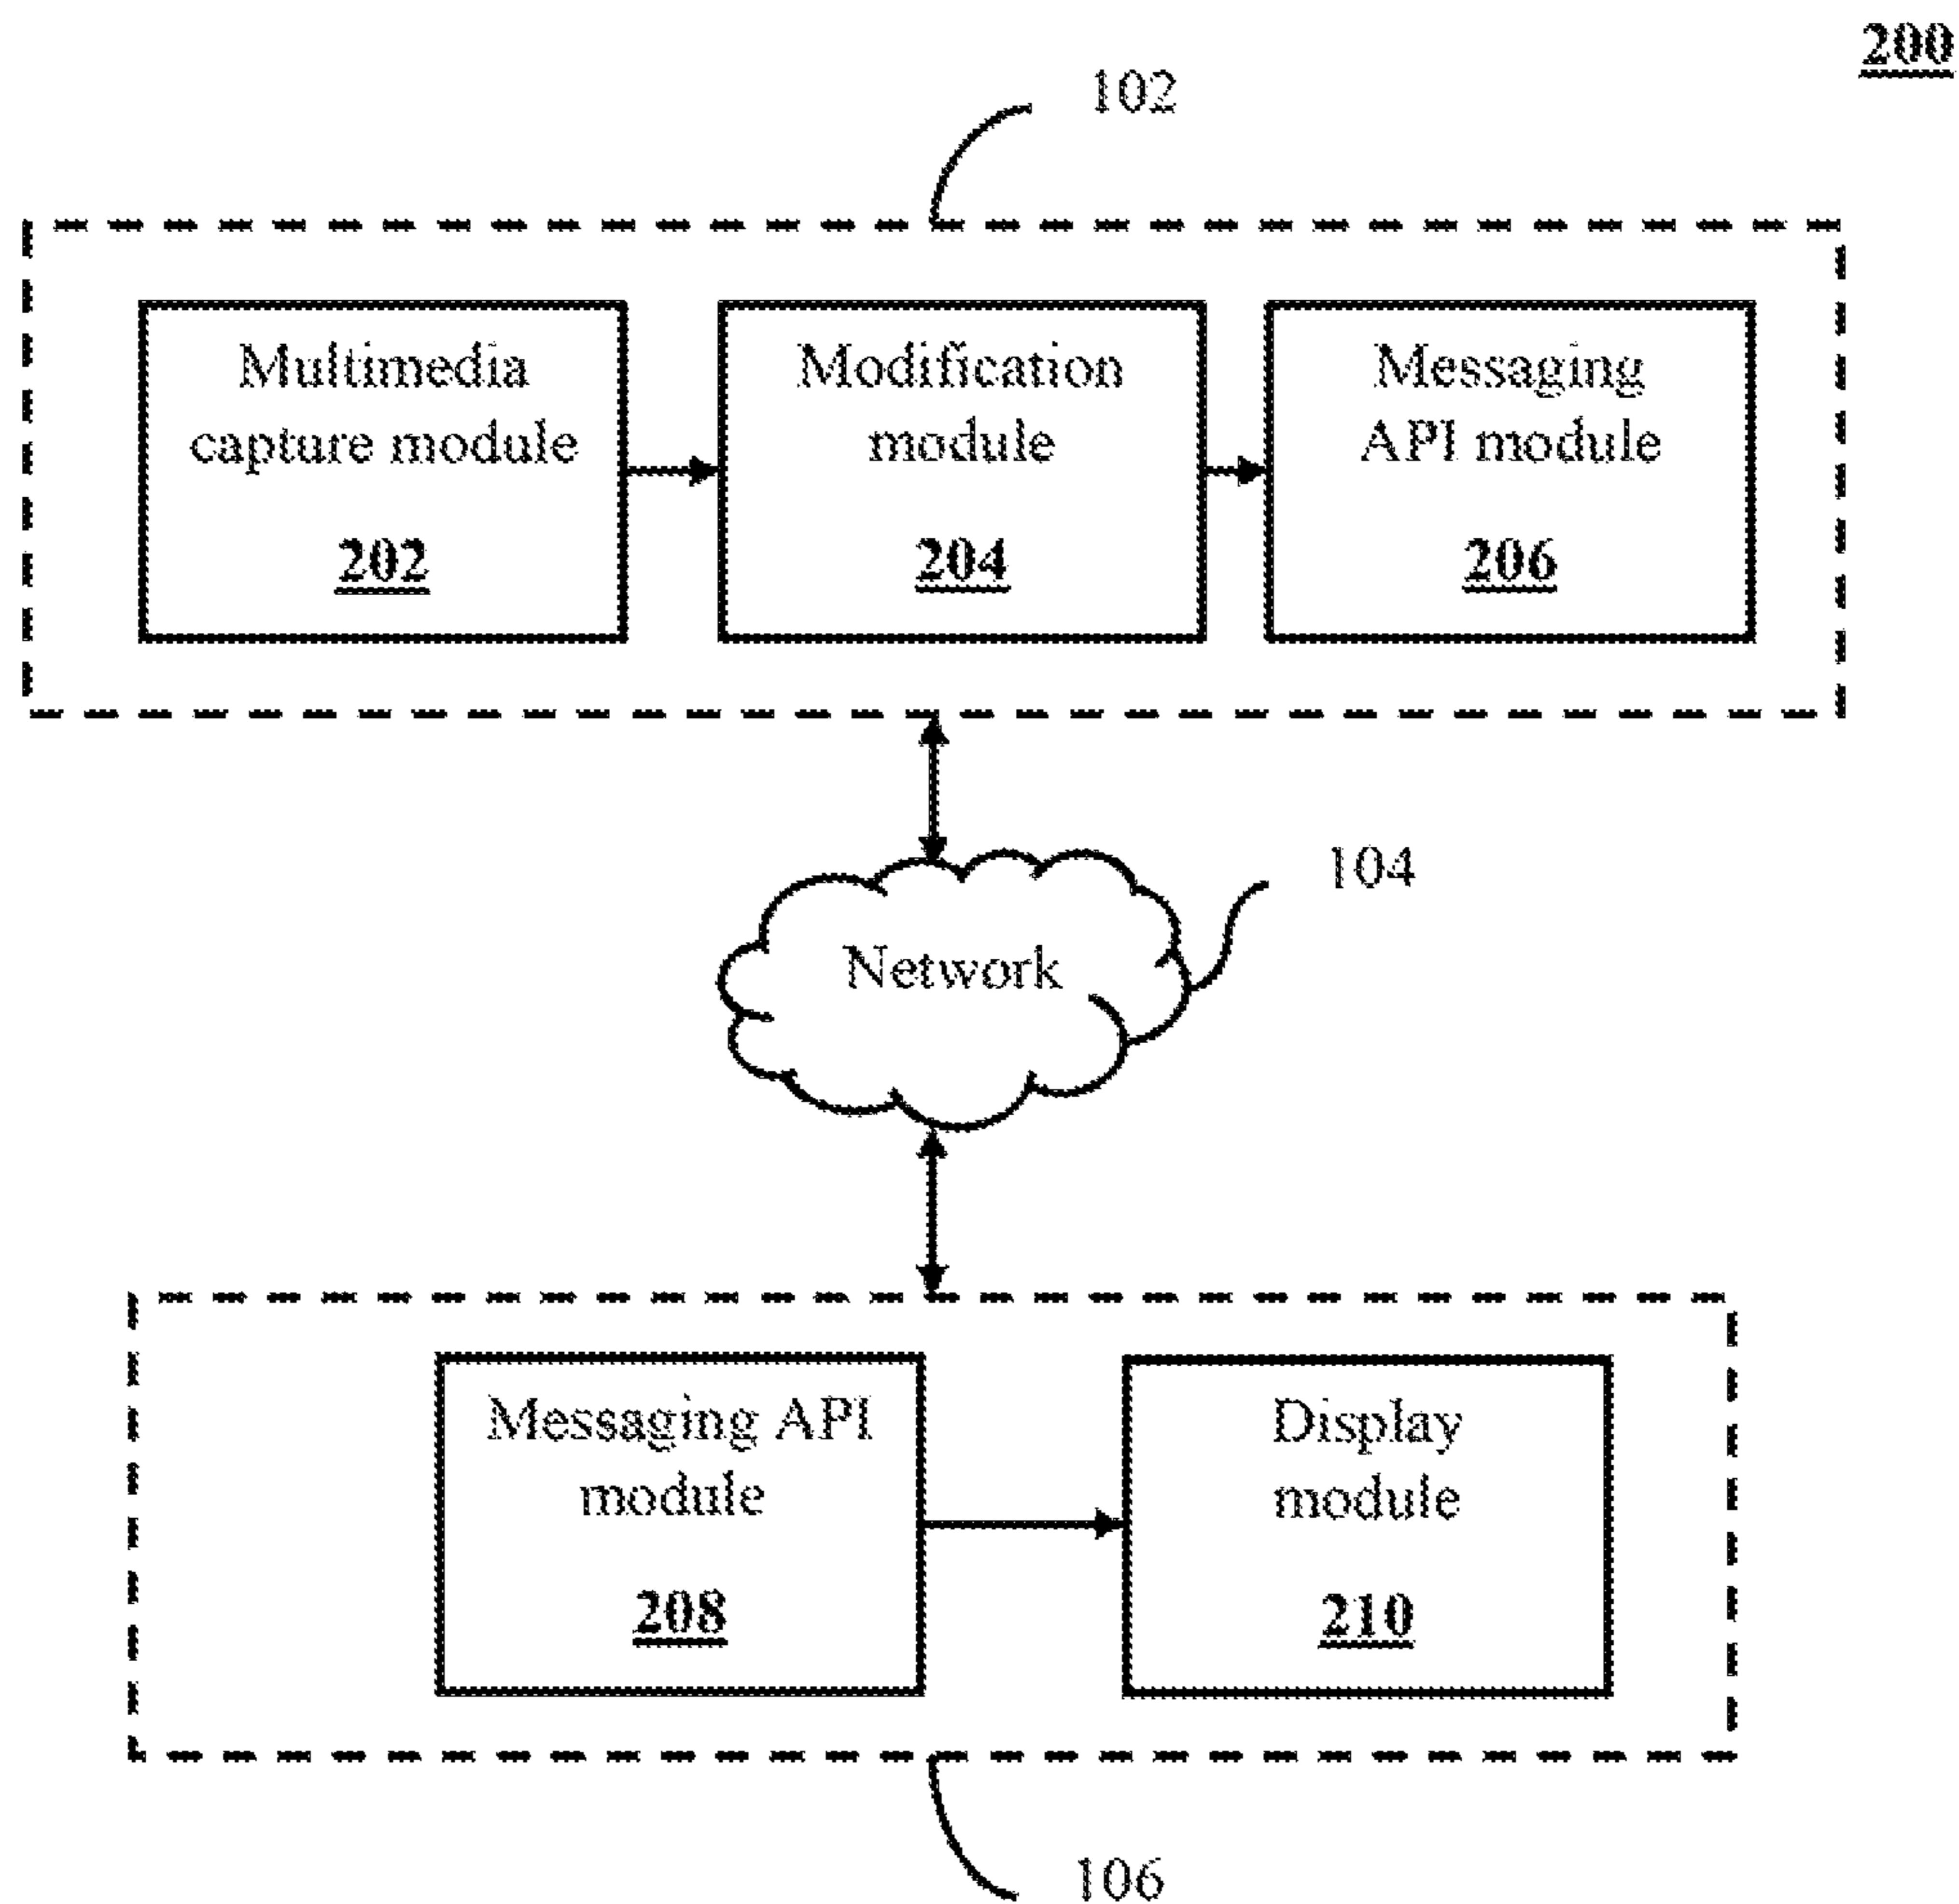 200
102
Multimedia
capture module
202
Modification
module
204
Messaging
API module
206
104
Network
Messaging API
module
208
Display
module
210
106